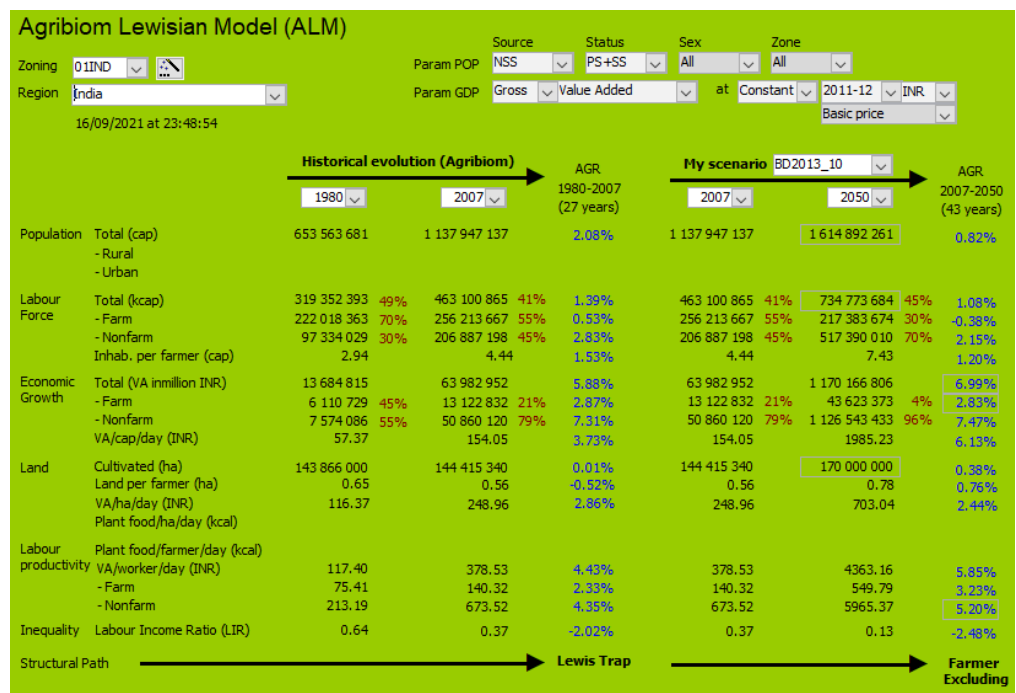 Agribiom Lewisian Model (ALM)
Source Status Sex Zone
Zoning 01IND Param POP NSS PS+SS All All
Region India Param GDP Gross Value Added at Constant 2011-12 INR
Basic price
16/09/2021 at 23:48:54
Historical evolution (Agribiom) AGR My scenario BD2013_10 AGR
1980 2007 1980-2007 2007 2050 2007-2050
(27 years) (43 years)
Population Total (cap) 653 563 681 1 137 947 137 2.08% 1 137 947 137 1 614 892 261 0.82%
- Rural
- Urban
Labour Force Total (kcap) 319 352 393 49% 463 100 865 41% 1.39% 463 100 865 41% 734 773 684 45% 1.08%
- Farm 222 018 363 70% 256 213 667 55% 0.53% 256 213 667 55% 217 383 674 30% -0.38%
- Nonfarm 97 334 029 30% 206 887 198 45% 2.83% 206 887 198 45% 517 390 010 70% 2.15%
Inhab. per farmer (cap) 2.94 4.44 1.53% 4.44 7.43 1.20%
Economic Growth Total (VA inmillion INR) 13 684 815 63 982 952 5.88% 63 982 952 1 170 166 806 6.99%
- Farm 6 110 729 45% 13 122 832 21% 2.87% 13 122 832 21% 43 623 373 4% 2.83%
- Nonfarm 7 574 086 55% 50 860 120 79% 7.31% 50 860 120 79% 1 126 543 433 96% 7.47%
VA/cap/day (INR) 57.37 154.05 3.73% 154.05 1985.23 6.13%
Land Cultivated (ha) 143 866 000 144 415 340 0.01% 144 415 340 170 000 000 0.38%
Land per farmer (ha) 0.65 0.56 -0.52% 0.56 0.78 0.76%
VA/ha/day (INR) 116.37 248.96 2.86% 248.96 703.04 2.44%
Plant food/ha/day (kcal)
Labour productivity Plant food/farmer/day (kcal)
VA/worker/day (INR) 117.40 378.53 4.43% 378.53 4363.16 5.85%
- Farm 75.41 140.32 2.33% 140.32 549.79 3.23%
- Nonfarm 213.19 673.52 4.35% 673.52 5965.37 5.20%
Inequality Labour Income Ratio (LIR) 0.64 0.37 -2.02% 0.37 0.13 -2.48%
Structural Path Lewis Trap Farmer
Excluding